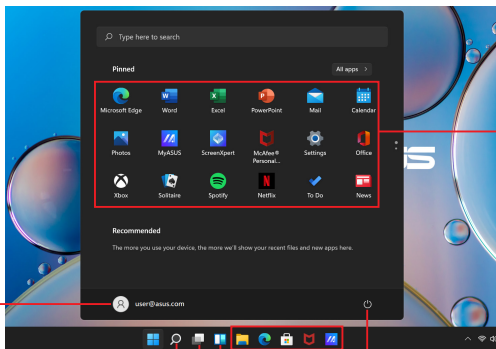 Type here to search
Pinned
All apps >
Microsoft Edge
Word
Excel
PowerPoint
Mail
Calendar
Photos
MyASUS
ScreenXpert
McAfee®
Personal...
Settings
Office
Xbox
Solitaire
Spotify
Netflix
To Do
News
Recommended
The more you use your device, the more we'll show your recent files and new apps here.
user@asus.com